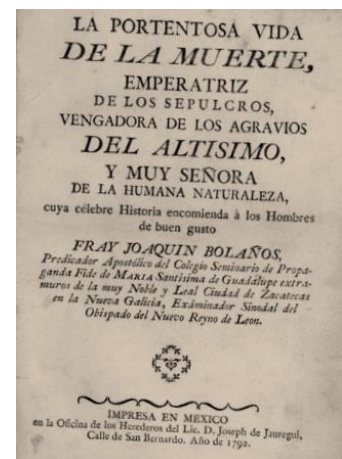 LA PORTENTOSA VIDA
DE LA MUERTE,
EMPERATRIZ
DE LOS SEPULCROS,
VENGADORA DE LOS AGRAVIOS
DEL ALTISIMO,
Y MUY SEÑORA
DE LA HUMANA NATURALEZA,
cuya célebre Historia encomienda à los Hombres
de buen gusto
FRAY JOAQUIN BOLAÑOS,
Predicador Apostólico del Colegio Seminario de Propa-
ganda Fide de MARIA Santísima de Guadalupe extra-
muros de la muy Noble y Leal Ciudad de Zacatecas
en la Nueva Galicia, Examinador Sinodal del
Obispado del Nuevo Reyno de Leon.
IMPRESA EN MEXICO
en la Oficina de los Herederos del Lic. D. Joseph de Jauregui,
Calle de San Bernardo. Año de 1792.